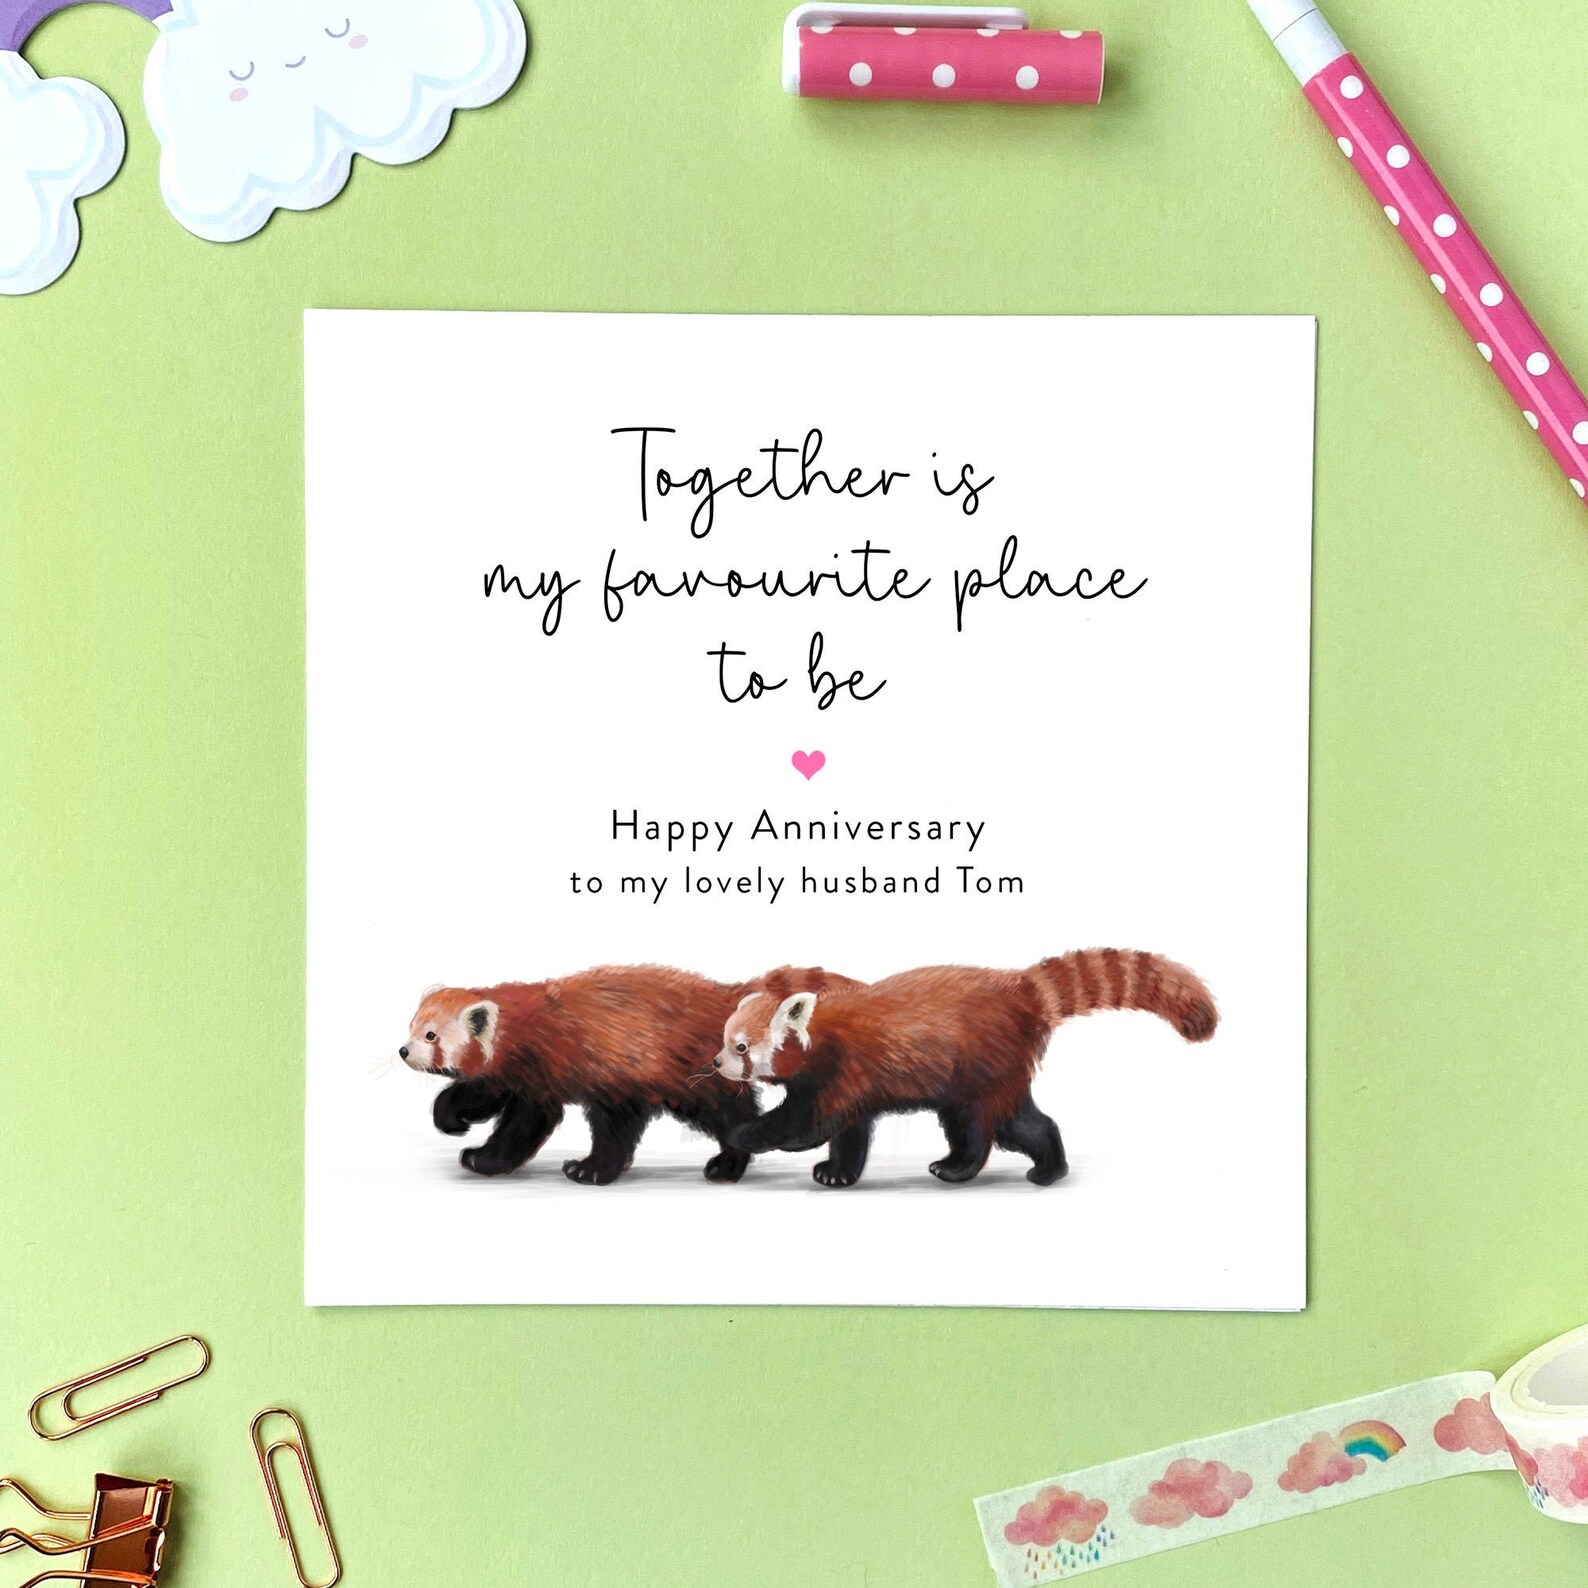 Together is
my favourite place
to be
Happy Anniversary
to my lovely husband Tom